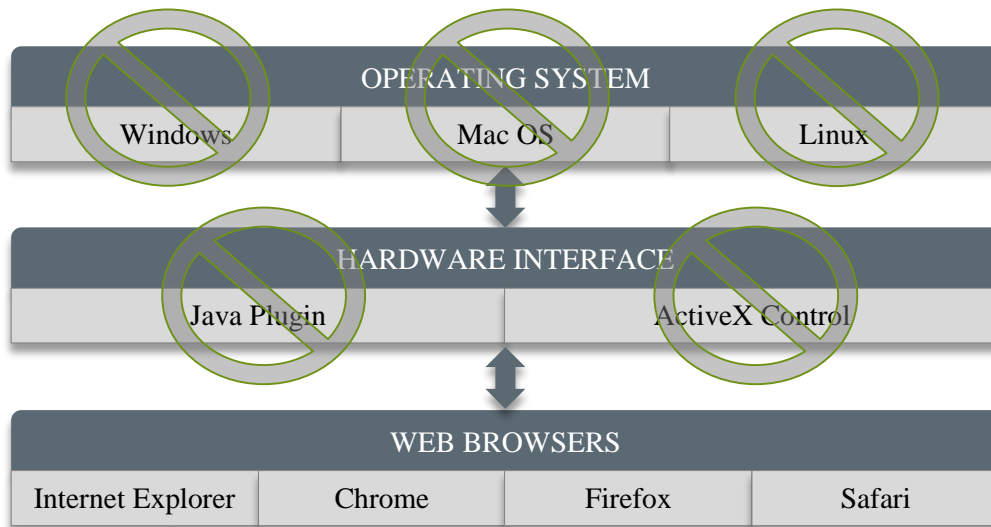 OPERATING SYSTEM
Windows Mac OS Linux
HARDWARE INTERFACE
Java Plugin ActiveX Control
WEB BROWSERS
Internet Explorer Chrome Firefox Safari